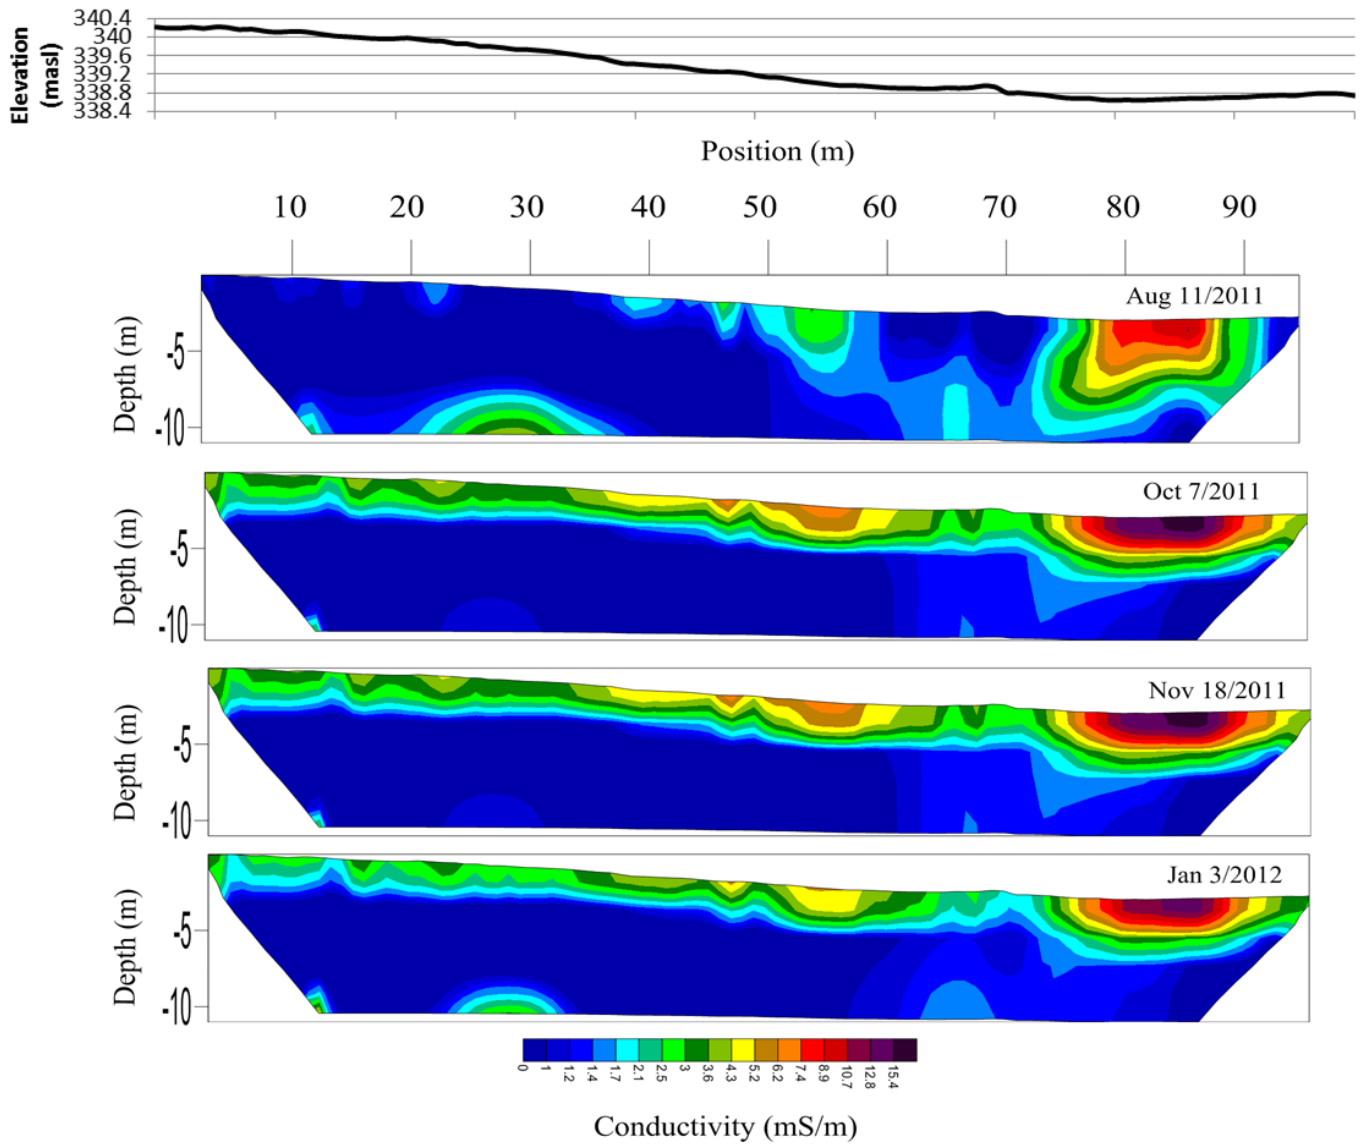 340.4
340
339.6
339.2
338.8
338.4
Elevation
(masl)
Position (m)
10 20 30 40 50 60 70 80 90
Aug 11/2011
Depth (m)
-5
-10
Oct 7/2011
Depth (m)
-5
-10
Nov 18/2011
Depth (m)
-5
-10
Jan 3/2012
Depth (m)
-5
-10
0 1 1.2 1.4 1.7 2.1 2.5 3 3.6 4.3 5.2 6.2 7.4 8.9 10.7 12.8 15.4
Conductivity (mS/m)